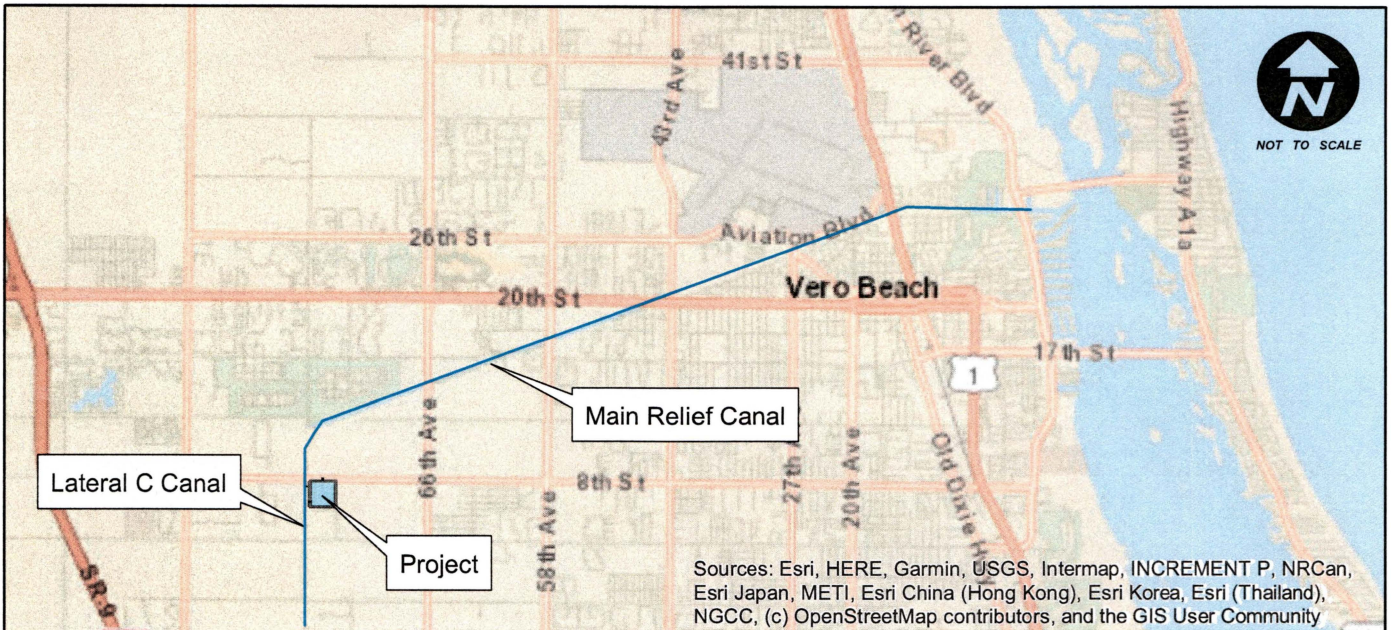 41st St
n River Blvd
43rd Ave
Highway A1a
N
NOT TO SCALE
26th St
Aviation Blvd
20th St
Vero Beach
17th St
1
Main Relief Canal
66th Ave
Lateral C Canal
8th St
58th Ave
27th A
20th Ave
Old Dixie Hwy
Project
SR-9
Sources: Esri, HERE, Garmin, USGS, Intermap, INCREMENT P, NRCan,
Esri Japan, METI, Esri China (Hong Kong), Esri Korea, Esri (Thailand),
NGCC, (c) OpenStreetMap contributors, and the GIS User Community